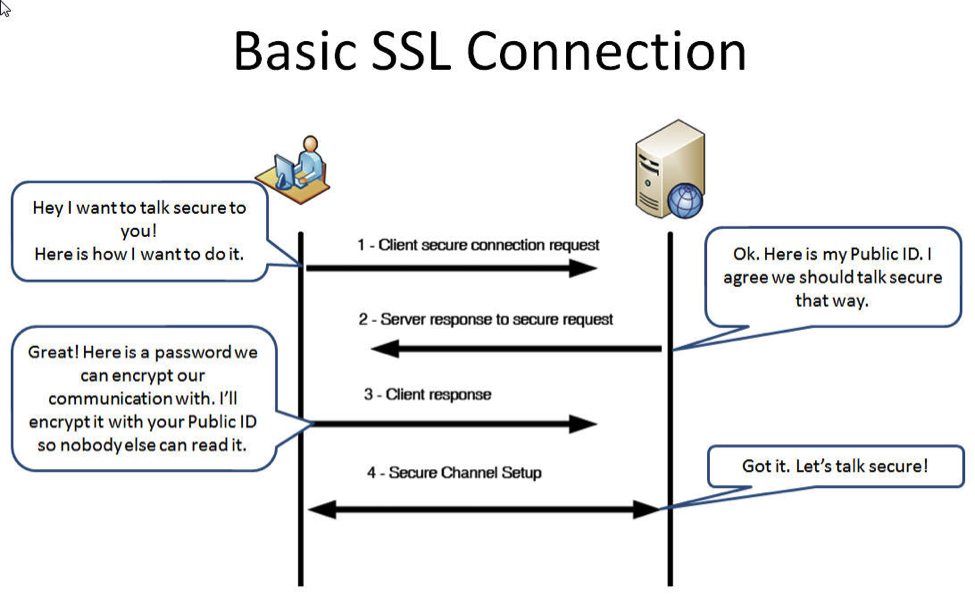 Basic SSL Connection
Hey I want to talk secure to
you!
Here is how I want to do it.
1 - Client secure connection request
Ok. Here is my Public ID. I
agree we should talk secure
that way.
2 - Server response to secure request
Great! Here is a password we
can encrypt our
communication with. I'll
encrypt it with your Public ID
so nobody else can read it.
3 - Client response
4 - Secure Channel Setup
Got it. Let's talk secure!